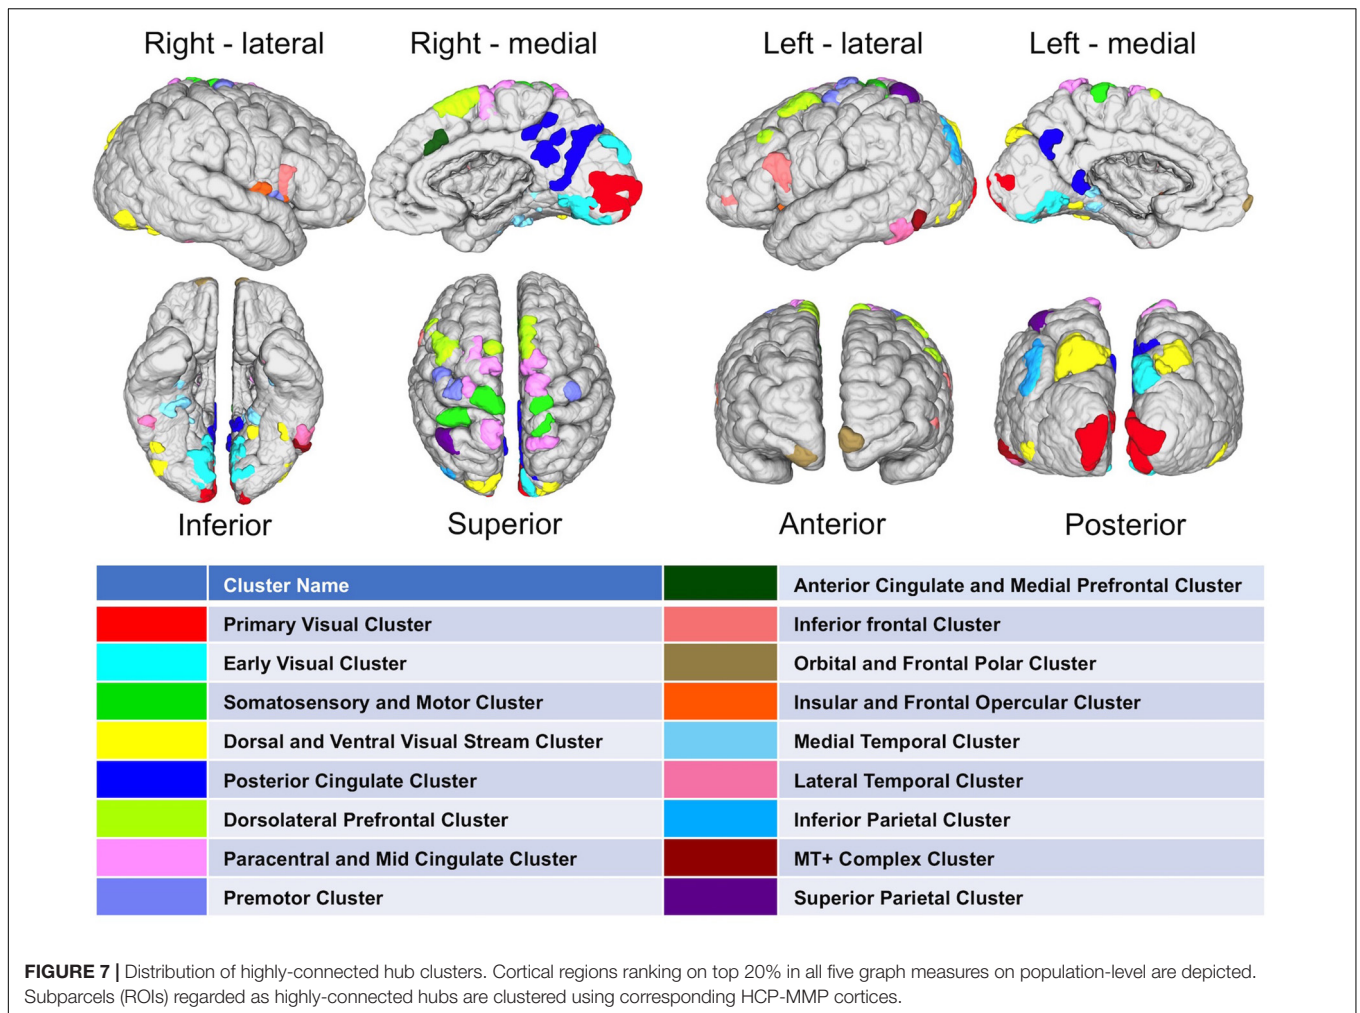 Right - lateral
Right - medial
Left - lateral
Left - medial
Inferior
Superior
Anterior
Posterior
Cluster Name
Anterior Cingulate and Medial Prefrontal Cluster
Primary Visual Cluster
Inferior frontal Cluster
Early Visual Cluster
Orbital and Frontal Polar Cluster
Somatosensory and Motor Cluster
Insular and Frontal Opercular Cluster
Dorsal and Ventral Visual Stream Cluster
Medial Temporal Cluster
Posterior Cingulate Cluster
Lateral Temporal Cluster
Dorsolateral Prefrontal Cluster
Inferior Parietal Cluster
Paracentral and Mid Cingulate Cluster
MT+ Complex Cluster
Premotor Cluster
Superior Parietal Cluster
FIGURE 7 | Distribution of highly-connected hub clusters. Cortical regions ranking on top 20% in all five graph measures on population-level are depicted.
Subparcels (ROIs) regarded as highly-connected hubs are clustered using corresponding HCP-MMP cortices.